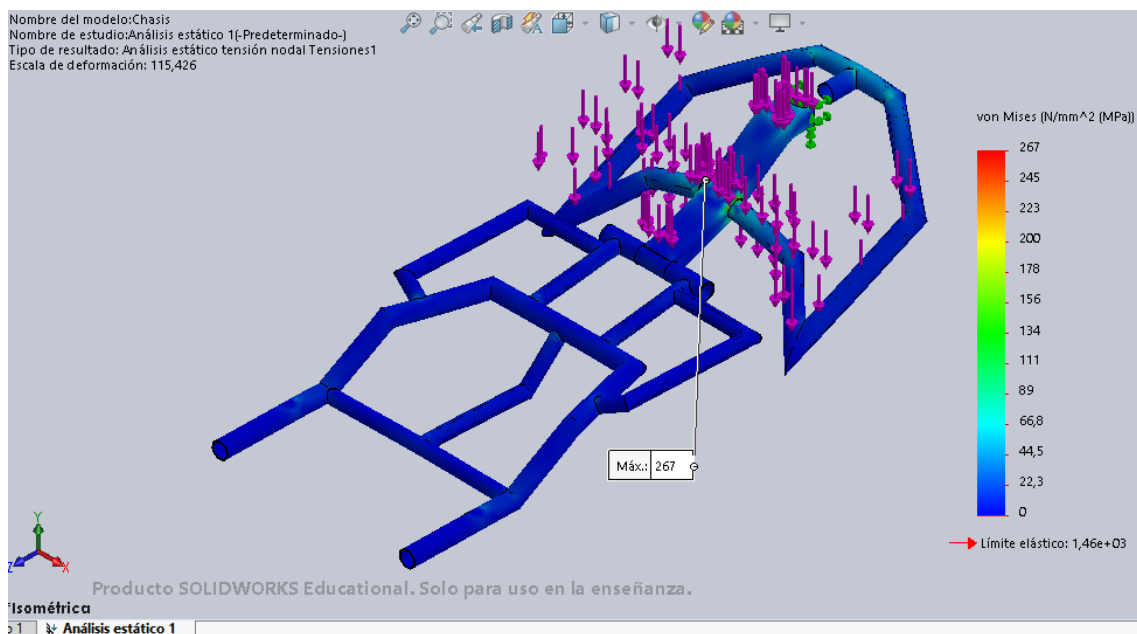 Nombre del modelo:Chasis
Nombre de estudio:Análisis estático 1(-Predeterminado-)
Tipo de resultado: Análisis estático tensión nodal Tensiones1
Escala de deformación: 115,426
von Mises (N/mm^2 (MPa))
267
245
223
200
178
156
134
111
89
66,8
44,5
22,3
0
Límite elástico: 1,46e+03
Máx.: 267
Y
Z
X
Producto SOLIDWORKS Educational. Solo para uso en la enseñanza.
*Isométrica
o 1 Análisis estático 1